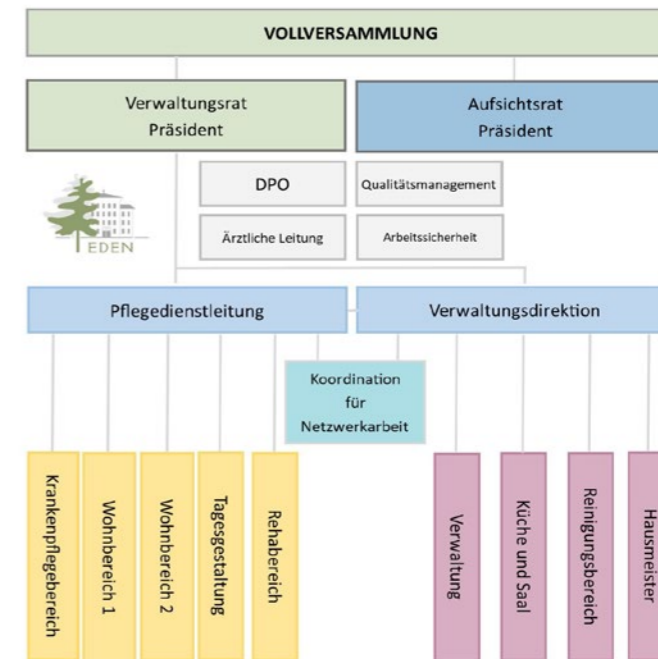 VOLLVERSAMMLUNG
Verwaltungsrat
Präsident
Aufsichtsrat
Präsident
DPO
Qualitätsmanagement
EDEN
Ärztliche Leitung
Arbeitssicherheit
Pflegedienstleitung
Verwaltungsdirektion
Koordination
für
Netzwerkarbeit
Krankenpflegebereich
Wohnbereich 1
Wohnbereich 2
Tagesgestaltung
Rehabereich
Verwaltung
Küche und Saal
Reinigungsbereich
Hausmeister